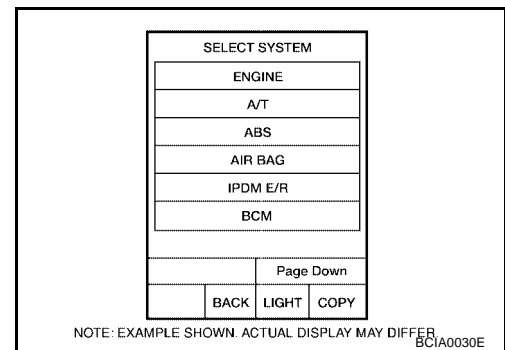 SELECT SYSTEM
ENGINE
A/T
ABS
AIR BAG
IPDM E/R
BCM
Page Down
BACK LIGHT COPY
NOTE: EXAMPLE SHOWN. ACTUAL DISPLAY MAY DIFFER.
BCIA0030E